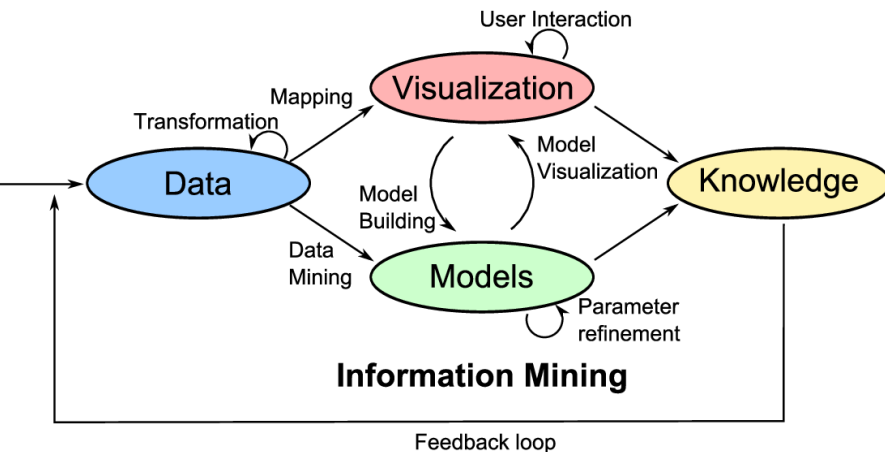 User Interaction
Visualization
Mapping
Transformation
Data
Model
Visualization
Knowledge
Model
Building
Data
Mining
Models
Parameter
refinement
Information Mining
Feedback loop